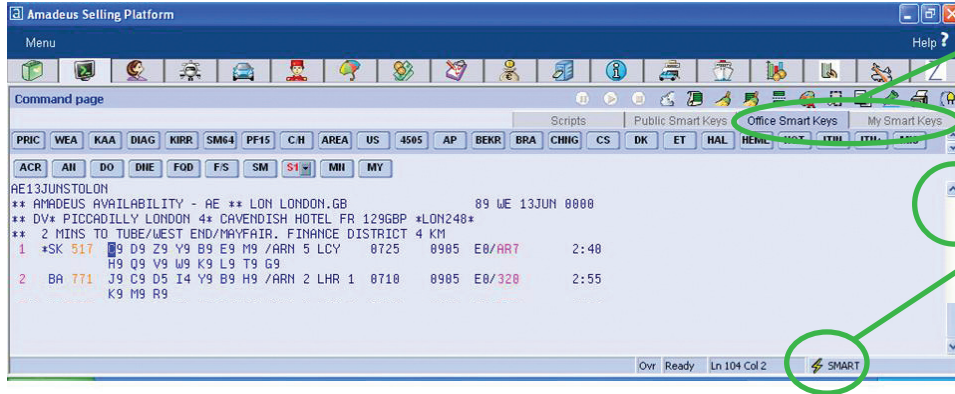 a Amadeus Selling Platform
Menu Help ?
Command page
Scripts Public Smart Keys Office Smart Keys My Smart Keys
PRIC WEA KAA DIAG KIRR SM64 PF15 C/H AREA US 4505 AP BEKR BRA CHNG CS DK ET HAL HEML HOT ITIN ITN+
ACR AN DO DNE FQD F/S SM S1 MN MY
AE13JUNSTOLON
** AMADEUS AVAILABILITY - AE ** LON LONDON.GB 89 WE 13JUN 0000
** DV* PICCADILLY LONDON 4* CAVENDISH HOTEL FR 129GBP *LON248*
** 2 MINS TO TUBE/WEST END/MAYFAIR. FINANCE DISTRICT 4 KM
1 *SK 517 D9 Z9 Y9 B9 E9 M9 /ARN 5 LCY 0725 0905 E0/AR7 2:40
H9 Q9 V9 W9 K9 L9 T9 G9
2 BA 771 J9 C9 D5 I4 Y9 B9 H9 /ARN 2 LHR 1 0710 0905 E0/320 2:55
K9 M9 R9
Ovr Ready Ln 104 Col 2 SMART